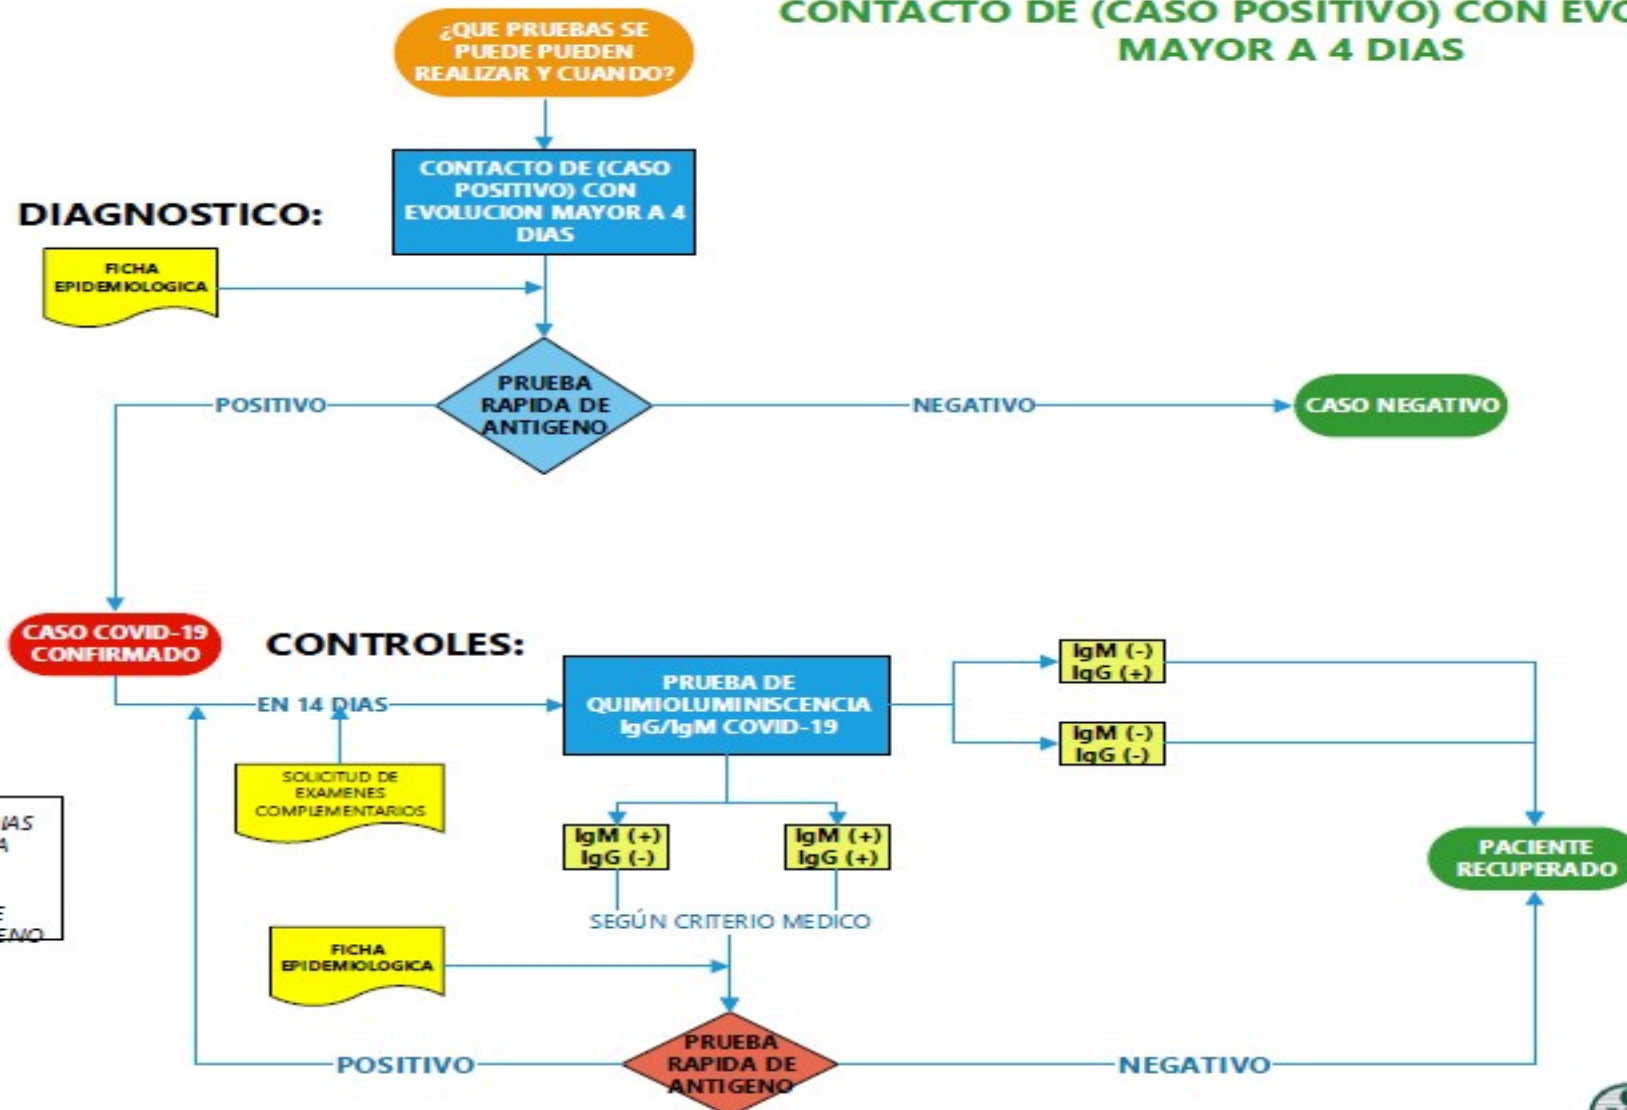 CONTACTO DE (CASO POSITIVO) CON
MAYOR A 4 DIAS
¿QUE PRUEBAS SE
PUEDE PUEDEN
REALIZAR Y CUANDO?
CONTACTO DE (CASO
POSITIVO) CON
EVOLUCION MAYOR A 4
DIAS
DIAGNOSTICO:
FICHA
EPIDEMIOLOGICA
PRUEBA
RAPIDA DE
ANTIGENO
POSITIVO
NEGATIVO
CASO NEGATIVO
CASO COVID-19
CONFIRMADO
CONTROLES:
EN 14 DIAS
PRUEBA DE
QUIMIOLUMINISCENCIA
IgG/IgM COVID-19
IgM (-)
IgG (+)
IgM (-)
IgG (-)
SOLICITUD DE
EXAMENES
COMPLEMENTARIOS
IgM (+)
IgG (-)
IgM (+)
IgG (+)
PACIENTE
RECUPERADO
SEGÚN CRITERIO MEDICO
FICHA
EPIDEMIOLOGICA
PRUEBA
RAPIDA DE
ANTIGENO
POSITIVO
NEGATIVO